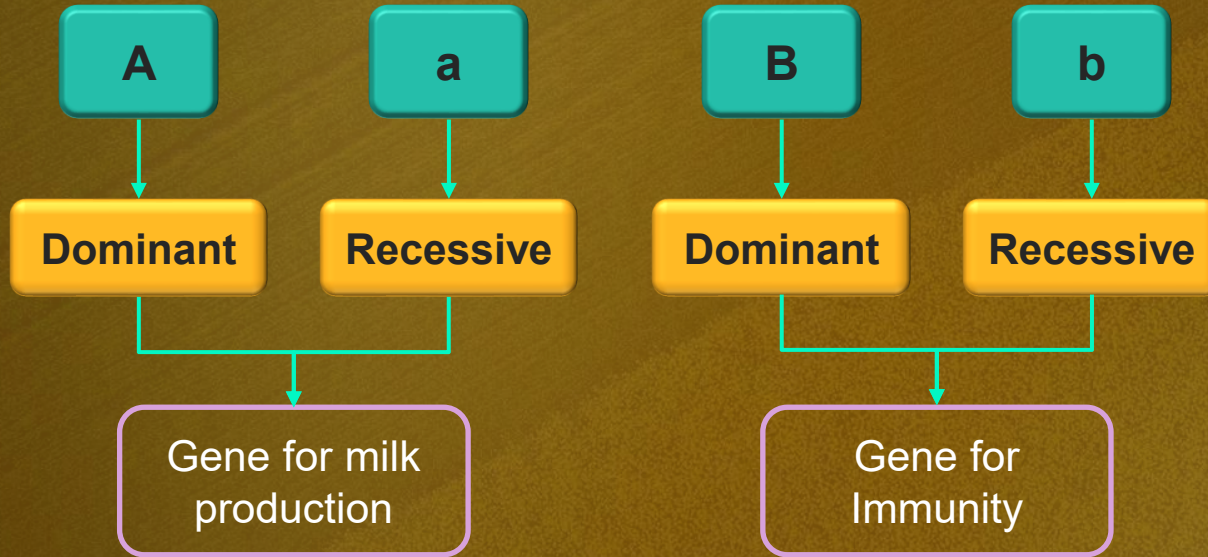 A a B b
Dominant Recessive Dominant Recessive
Gene for milk Gene for
production Immunity